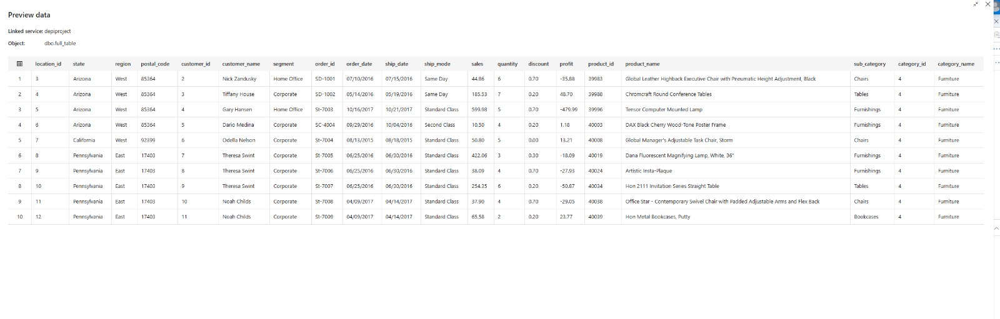 Preview data
Linked service: depiproject
Object: dbo.full_table
location_id state region postal_code customer_id customer_name segment order_id order_date ship_date ship_mode sales quantity discount profit product_id product_name sub_category category_id category_name
1 3 Arizona West 85364 2 Nick Zandusky Home Office SD-1001 07/10/2016 07/15/2016 Same Day 44.86 6 0.70 -35.88 39983 Global Leather Highback Executive Chair with Pneumatic Height Adjustment, Black Chairs 4 Furniture
2 4 Arizona West 85364 3 Tiffany House Corporate SD-1002 05/14/2016 05/19/2016 Same Day 185.53 7 0.20 48.70 39988 Chromcraft Round Conference Tables Tables 4 Furniture
3 5 Arizona West 85364 4 Gary Hansen Home Office St-7003 10/16/2017 10/21/2017 Standard Class 599.98 5 0.70 -479.99 39996 Tensor Computer Mounted Lamp Furnishings 4 Furniture
4 6 Arizona West 85364 5 Dario Medina Corporate SC-4004 09/29/2016 10/04/2016 Second Class 10.50 4 0.20 1.18 40003 DAX Black Cherry Wood-Tone Poster Frame Furnishings 4 Furniture
5 7 California West 92399 6 Odella Nelson Corporate St-7004 08/13/2015 08/18/2015 Standard Class 50.80 5 0.00 13.21 40008 Global Manager's Adjustable Task Chair, Storm Chairs 4 Furniture
6 8 Pennsylvania East 17403 7 Theresa Swint Corporate St-7005 06/25/2016 06/30/2016 Standard Class 422.06 3 0.30 -18.09 40019 Dana Fluorescent Magnifying Lamp, White, 36" Furnishings 4 Furniture
7 9 Pennsylvania East 17403 8 Theresa Swint Corporate St-7006 06/25/2016 06/30/2016 Standard Class 38.09 4 0.70 -27.93 40024 Artistic Insta-Plaque Furnishings 4 Furniture
8 10 Pennsylvania East 17403 9 Theresa Swint Corporate St-7007 06/25/2016 06/30/2016 Standard Class 254.35 6 0.20 -50.87 40034 Hon 2111 Invitation Series Straight Table Tables 4 Furniture
9 11 Pennsylvania East 17403 10 Noah Childs Corporate St-7008 04/09/2017 04/14/2017 Standard Class 37.90 4 0.70 -29.05 40038 Office Star - Contemporary Swivel Chair with Padded Adjustable Arms and Flex Back Chairs 4 Furniture
10 12 Pennsylvania East 17403 11 Noah Childs Corporate St-7009 04/09/2017 04/14/2017 Standard Class 65.58 2 0.20 23.77 40039 Hon Metal Bookcases, Putty Bookcases 4 Furniture